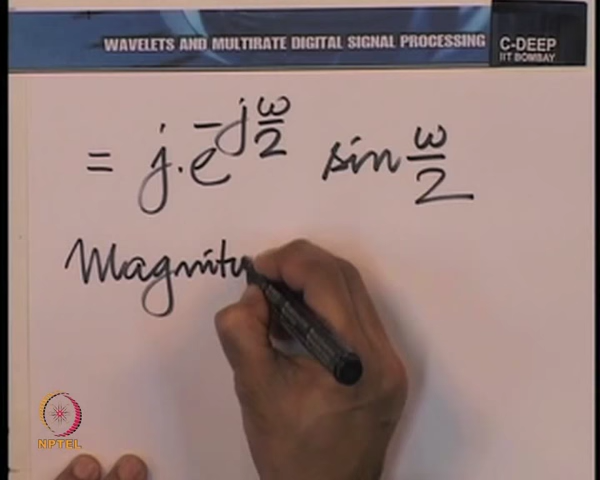 WAVELETS AND MULTIRATE DIGITAL SIGNAL PROCESSING
C-DEEP
IIT BOMBAY
= j.e^{-jω/2} sin ω/2
Magnitu
NPTEL